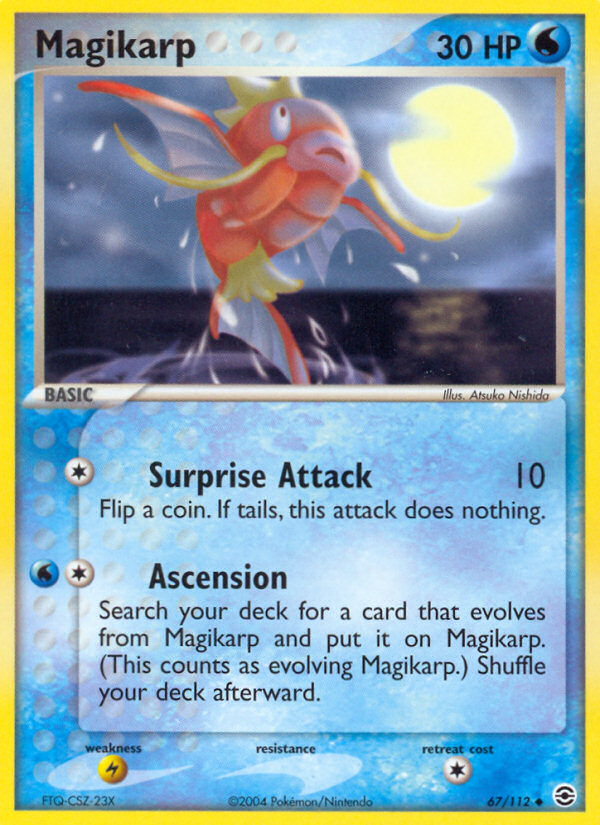 Magikarp 30 HP
BASIC
Illus. Atsuko Nishida
Surprise Attack 10
Flip a coin. If tails, this attack does nothing.
Ascension
Search your deck for a card that evolves
from Magikarp and put it on Magikarp.
(This counts as evolving Magikarp.) Shuffle
your deck afterward.
weakness resistance retreat cost
FTQ-CSZ-23X ©2004 Pokémon/Nintendo 67/112